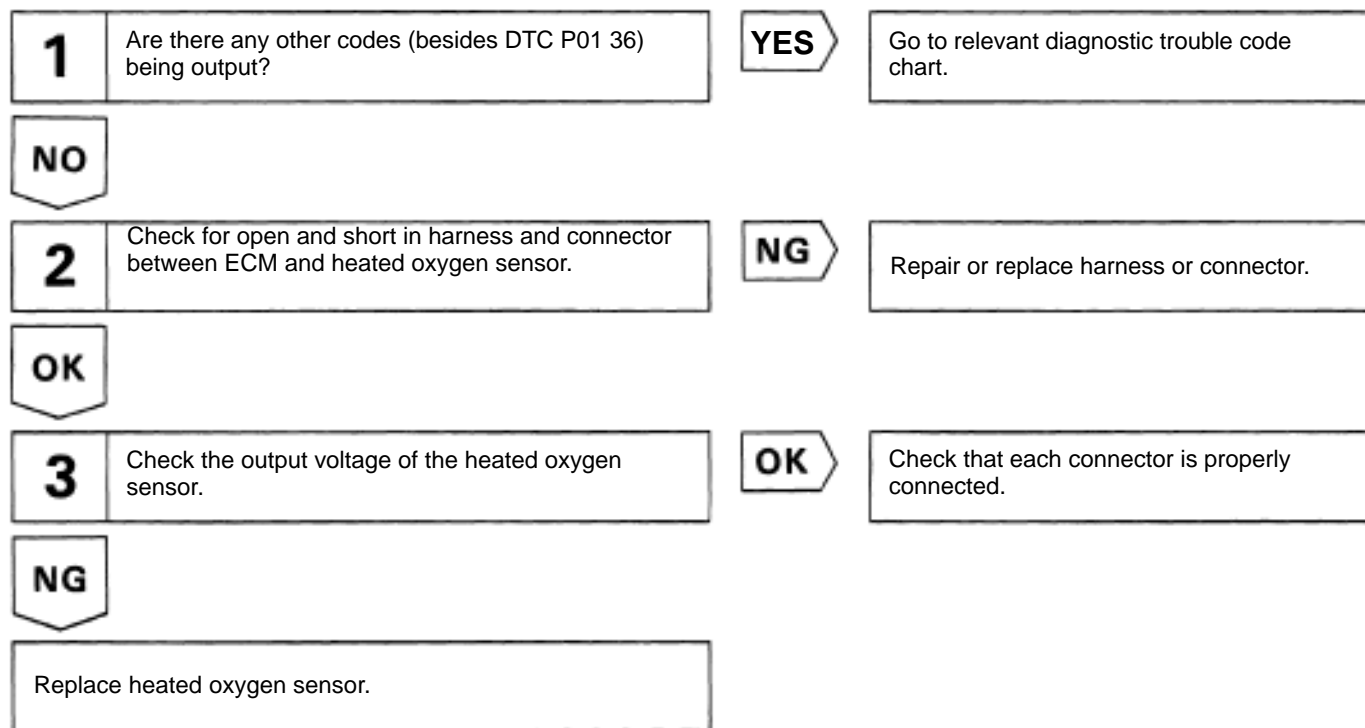 1
Are there any other codes (besides DTC P01 36)
being output?
YES
Go to relevant diagnostic trouble code
chart.
NO
2
Check for open and short in harness and connector
between ECM and heated oxygen sensor.
NG
Repair or replace harness or connector.
OK
3
Check the output voltage of the heated oxygen
sensor.
OK
Check that each connector is properly
connected.
NG
Replace heated oxygen sensor.